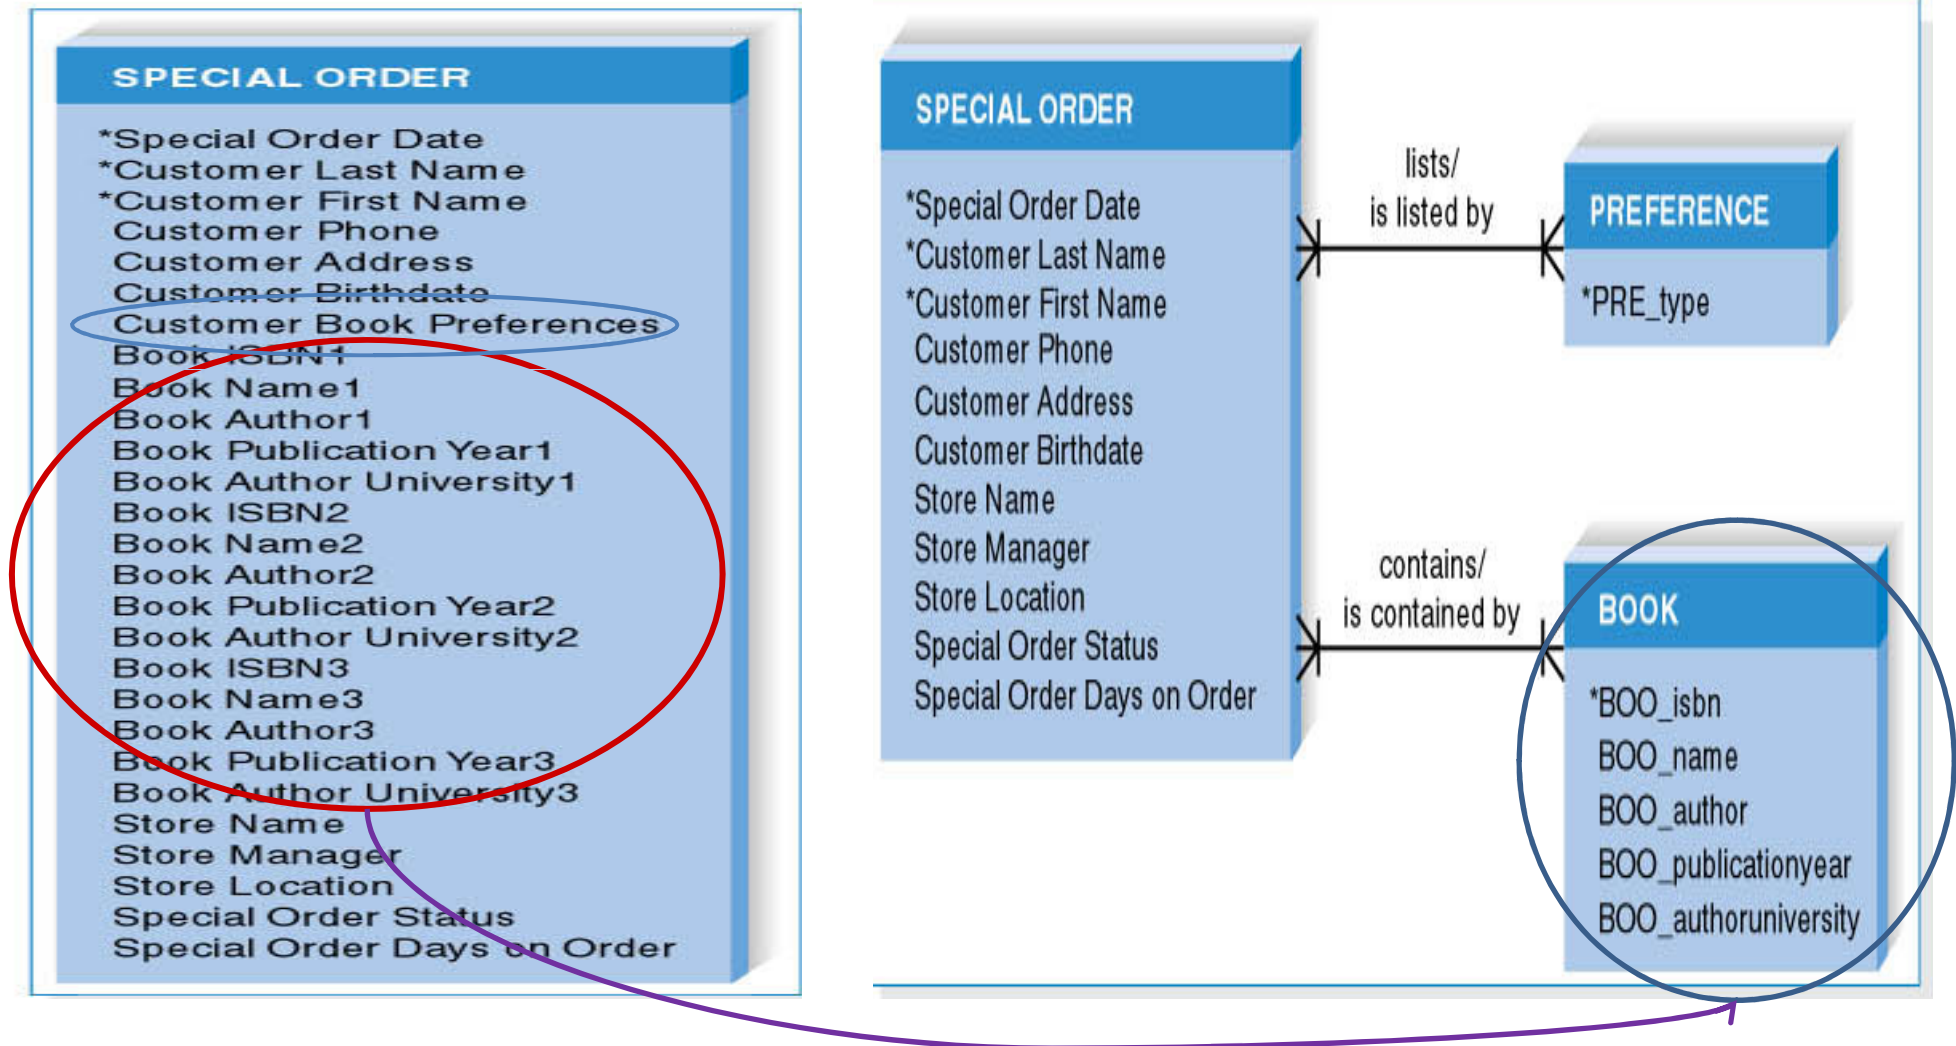 SPECIAL ORDER
*Special Order Date
*Customer Last Name
*Customer First Name
Customer Phone
Customer Address
Customer Birthdate
Customer Book Preferences
Book ISBN1
Book Name1
Book Author1
Book Publication Year1
Book Author University1
Book ISBN2
Book Name2
Book Author2
Book Publication Year2
Book Author University2
Book ISBN3
Book Name3
Book Author3
Book Publication Year3
Book Author University3
Store Name
Store Manager
Store Location
Special Order Status
Special Order Days on Order
SPECIAL ORDER
*Special Order Date
*Customer Last Name
*Customer First Name
Customer Phone
Customer Address
Customer Birthdate
Store Name
Store Manager
Store Location
Special Order Status
Special Order Days on Order
lists/
is listed by
PREFERENCE
*PRE_type
contains/
is contained by
BOOK
*BOO_isbn
BOO_name
BOO_author
BOO_publicationyear
BOO_authoruniversity